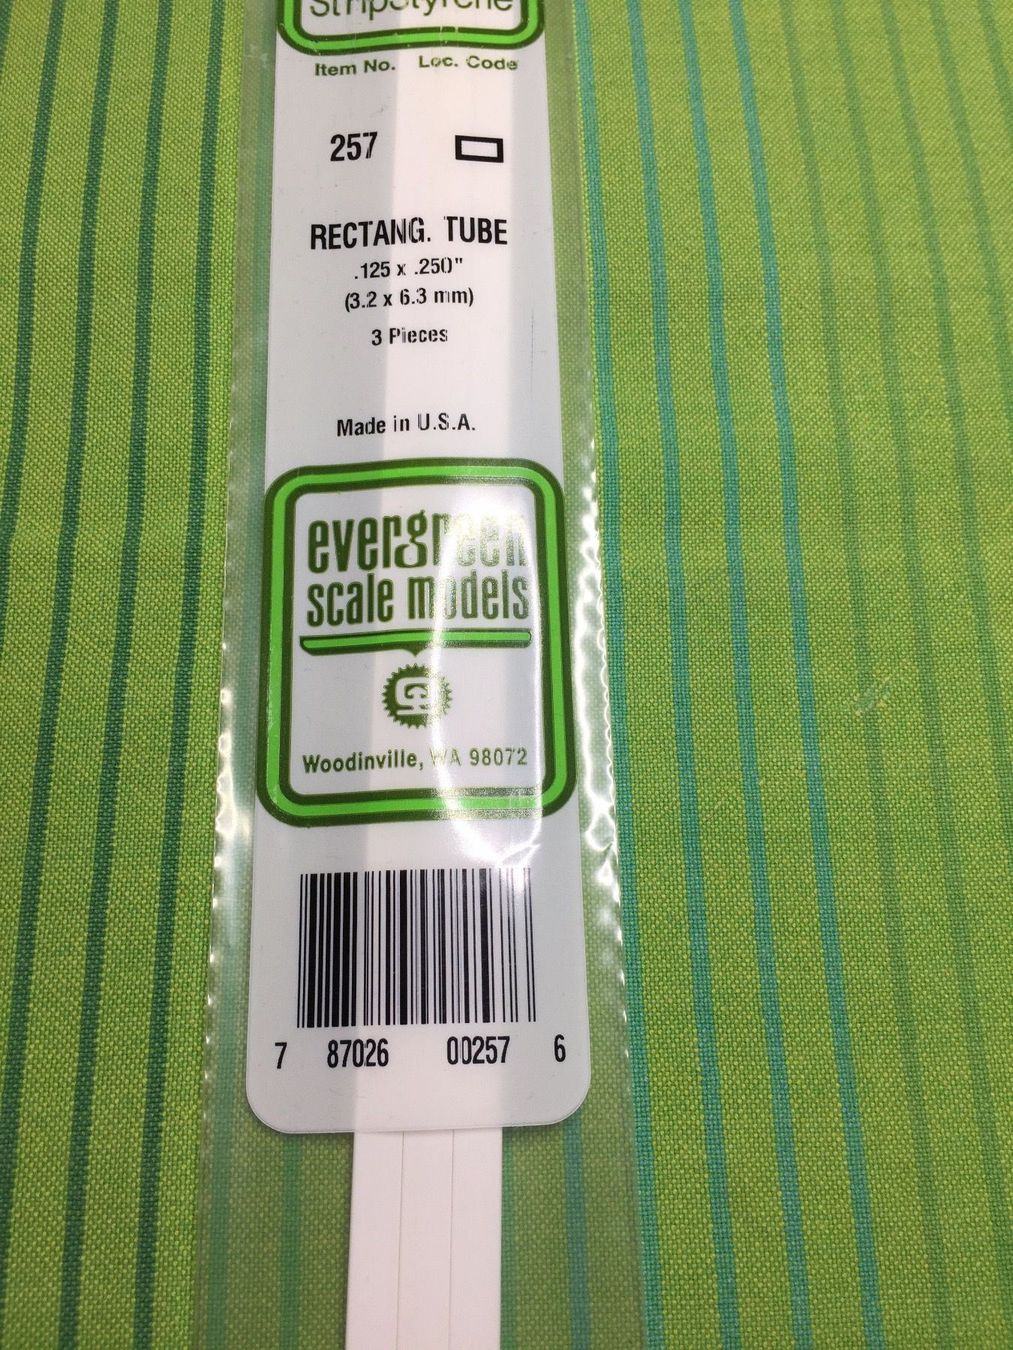 StripStyrene
Item No. Loc. Code
257
RECTANG. TUBE
.125 x .250"
(3.2 x 6.3 mm)
3 Pieces
Made in U.S.A.
evergreen
scale models
Woodinville, WA 98072
7 87026 00257 6